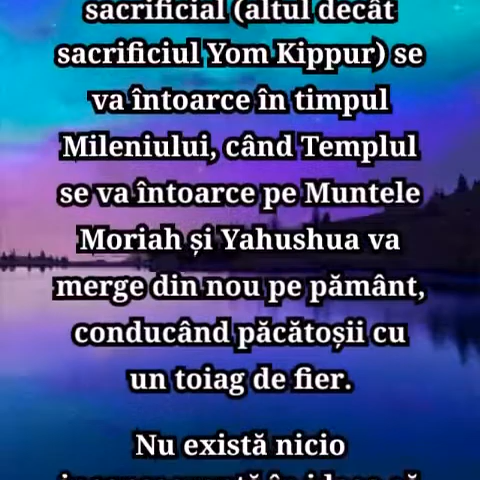 sacrificial (altul decât
sacrificiul Yom Kippur) se
va întoarce în timpul
Mileniului, când Templul
se va întoarce pe Muntele
Moriah și Yahushua va
merge din nou pe pământ,
conducând păcătoșii cu
un toiag de fier.
Nu există nicio